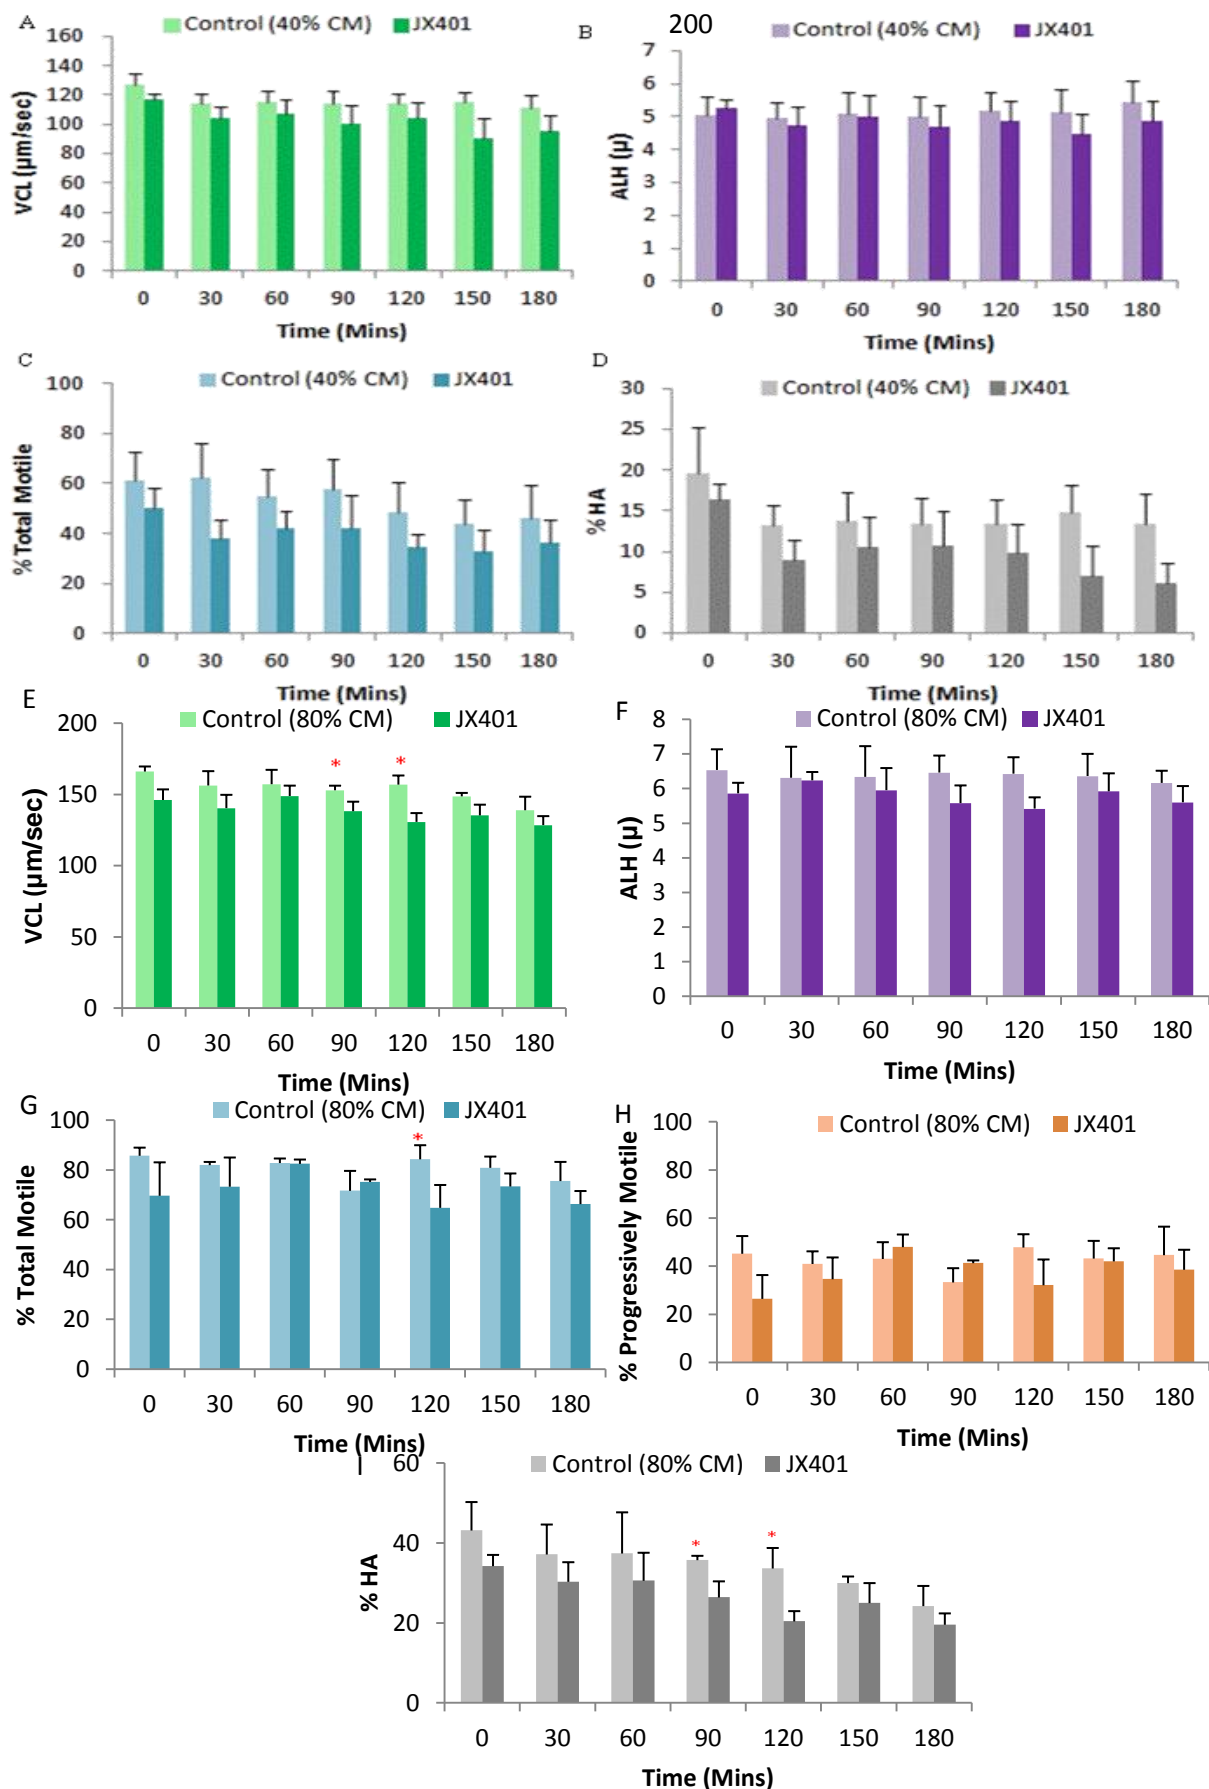 A
Control (40% CM) JX401
160
140
120
100
80
60
40
20
0
VCL (µm/sec)
0 30 60 90 120 150 180
Time (Mins)
B
200
Control (40% CM) JX401
7
6
5
4
3
2
1
0
ALH (µ)
0 30 60 90 120 150 180
Time (Mins)
C
Control (40% CM) JX401
100
80
60
40
20
0
% Total Motile
0 30 60 90 120 150 180
Time (Mins)
D
Control (40% CM) JX401
30
25
20
15
10
5
0
% HA
0 30 60 90 120 150 180
Time (Mins)
E
Control (80% CM) JX401
200
150
100
50
0
VCL (µm/sec)
* *
0 30 60 90 120 150 180
Time (Mins)
F
Control (80% CM) JX401
8
7
6
5
4
3
2
1
0
ALH (µ)
0 30 60 90 120 150 180
Time (Mins)
G
Control (80% CM) JX401
100
80
60
40
20
0
% Total Motile
*
0 30 60 90 120 150 180
Time (Mins)
H
Control (80% CM) JX401
100
80
60
40
20
0
% Progressively Motile
0 30 60 90 120 150 180
Time (Mins)
I
Control (80% CM) JX401
60
40
20
0
% HA
* *
0 30 60 90 120 150 180
Time (Mins)